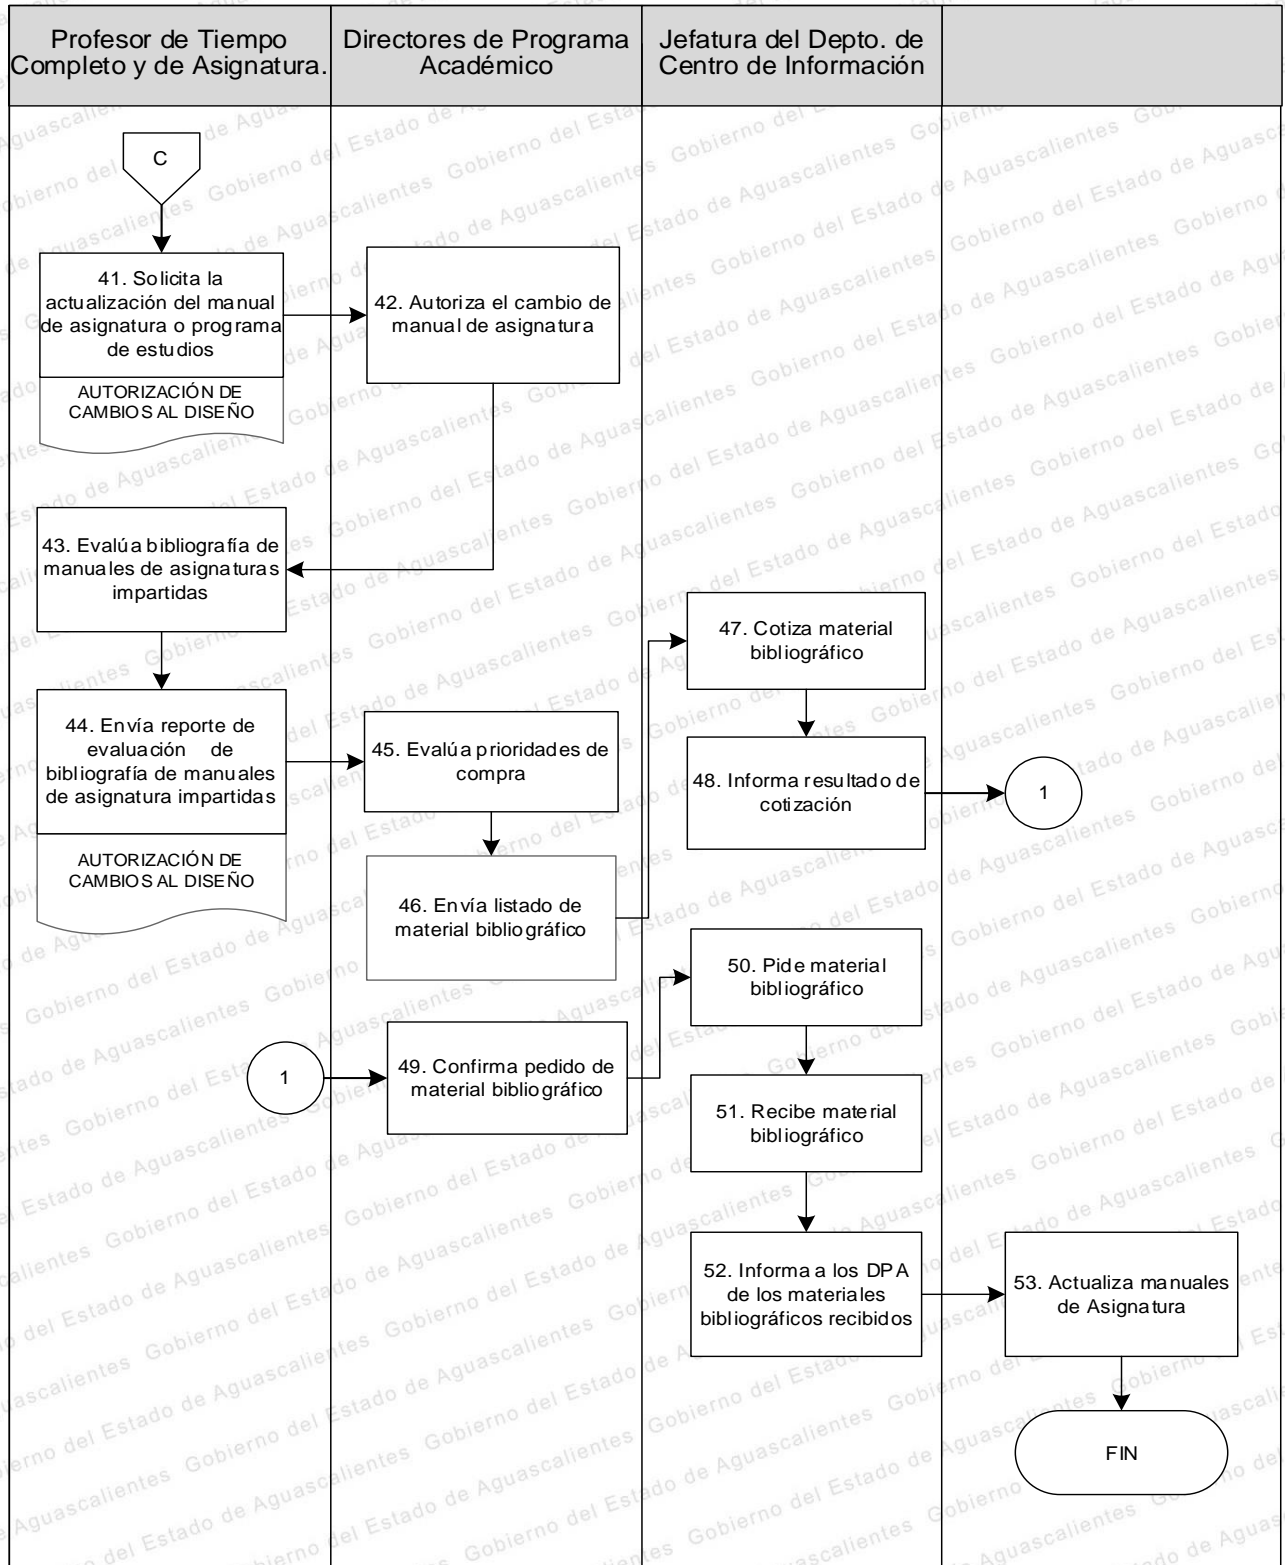 Profesor de Tiempo
Completo y de Asignatura.
Directores de Programa
Académico
Jefatura del Depto. de
Centro de Información
C
41. Solicita la
actualización del manual
de asignatura o programa
de estudios
AUTORIZACIÓN DE
CAMBIOS AL DISEÑO
42. Autoriza el cambio de
manual de asignatura
43. Evalúa bibliografía de
manuales de asignaturas
impartidas
44. Envía reporte de
evaluación de
bibliografía de manuales
de asignatura impartidas
AUTORIZACIÓN DE
CAMBIOS AL DISEÑO
45. Evalúa prioridades de
compra
46. Envía listado de
material bibliográfico
47. Cotiza material
bibliográfico
48. Informa resultado de
cotización
1
1
49. Confirma pedido de
material bibliográfico
50. Pide material
bibliográfico
51. Recibe material
bibliográfico
52. Informa a los DPA
de los materiales
bibliográficos recibidos
53. Actualiza manuales
de Asignatura
FIN
Gobierno del Estado de Aguascalientes